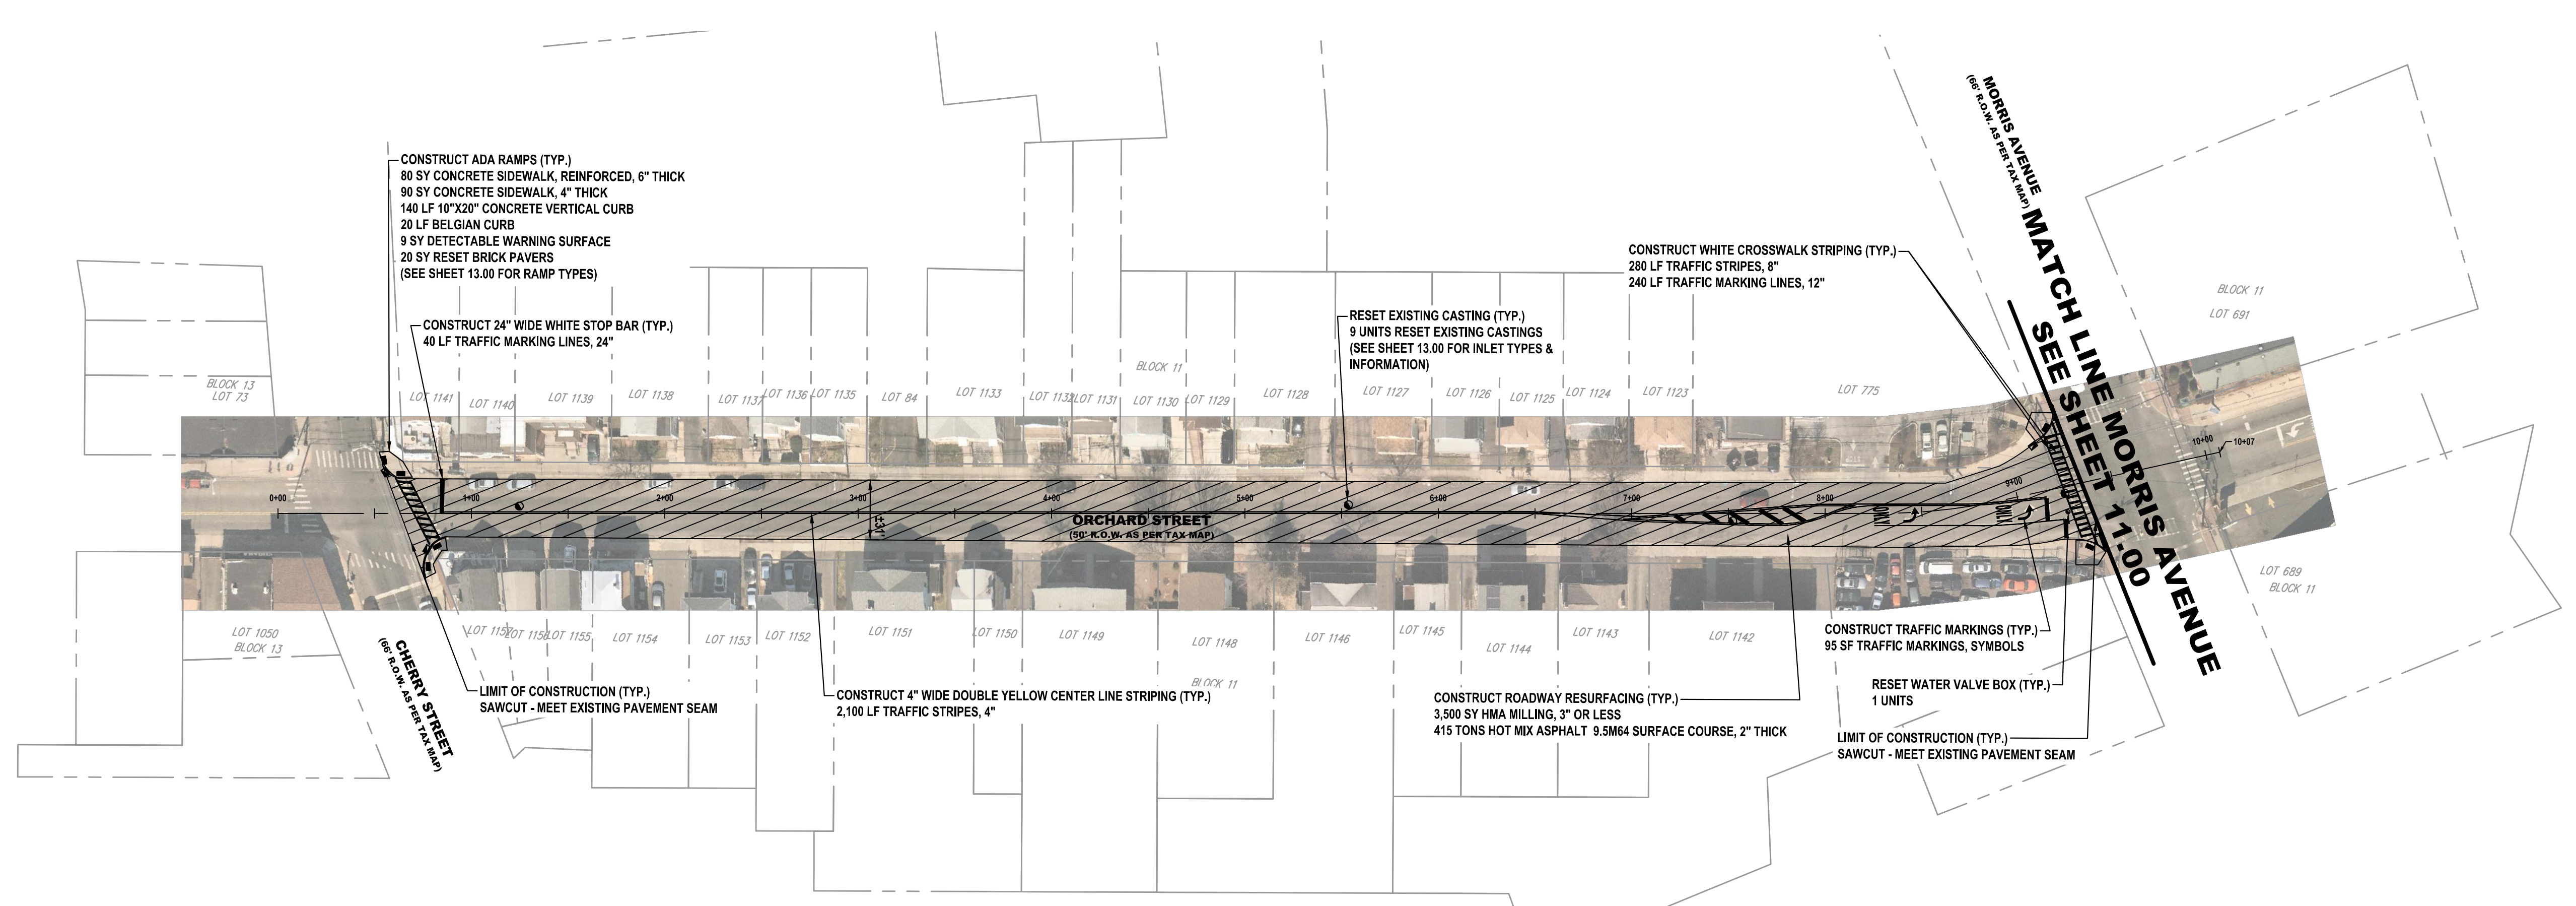 CONSTRUCT ADA RAMPS (TYP.)
80 SY CONCRETE SIDEWALK, REINFORCED, 6" THICK
90 SY CONCRETE SIDEWALK, 4" THICK
140 LF 10"X20" CONCRETE VERTICAL CURB
20 LF BELGIAN CURB
9 SY DETECTABLE WARNING SURFACE
20 SY RESET BRICK PAVERS
(SEE SHEET 13.00 FOR RAMP TYPES)
CONSTRUCT 24" WIDE WHITE STOP BAR (TYP.)
40 LF TRAFFIC MARKING LINES, 24"
RESET EXISTING CASTING (TYP.)
9 UNITS RESET EXISTING CASTINGS
(SEE SHEET 13.00 FOR INLET TYPES &
INFORMATION)
CONSTRUCT WHITE CROSSWALK STRIPING (TYP.)
280 LF TRAFFIC STRIPES, 8"
240 LF TRAFFIC MARKING LINES, 12"
MORRIS AVENUE
(66' R.O.W. AS PER TAX MAP)
MATCH LINE MORRIS AVENUE
SEE SHEET 11.00
BLOCK 11
LOT 691
BLOCK 13
LOT 73
LOT 1141
LOT 1140
LOT 1139
LOT 1138
LOT 1137
LOT 1136
LOT 1135
LOT 84
LOT 1133
LOT 1132
LOT 1131
BLOCK 11
LOT 1130
LOT 1129
LOT 1128
LOT 1127
LOT 1126
LOT 1125
LOT 1124
LOT 1123
LOT 775
0+00
1+00
2+00
3+00
4+00
5+00
6+00
7+00
8+00
9+00
10+00
10+07
±31'
ORCHARD STREET
(50' R.O.W. AS PER TAX MAP)
ONLY
ONLY
LOT 1050
BLOCK 13
CHERRY STREET
(66' R.O.W. AS PER TAX MAP)
LOT 1157
LOT 1156
LOT 1155
LOT 1154
LOT 1153
LOT 1152
LOT 1151
LOT 1150
LOT 1149
LOT 1148
BLOCK 11
LOT 1146
LOT 1145
LOT 1144
LOT 1143
LOT 1142
LOT 689
BLOCK 11
LIMIT OF CONSTRUCTION (TYP.)
SAWCUT - MEET EXISTING PAVEMENT SEAM
CONSTRUCT 4" WIDE DOUBLE YELLOW CENTER LINE STRIPING (TYP.)
2,100 LF TRAFFIC STRIPES, 4"
CONSTRUCT ROADWAY RESURFACING (TYP.)
3,500 SY HMA MILLING, 3" OR LESS
415 TONS HOT MIX ASPHALT 9.5M64 SURFACE COURSE, 2" THICK
CONSTRUCT TRAFFIC MARKINGS (TYP.)
95 SF TRAFFIC MARKINGS, SYMBOLS
RESET WATER VALVE BOX (TYP.)
1 UNITS
LIMIT OF CONSTRUCTION (TYP.)
SAWCUT - MEET EXISTING PAVEMENT SEAM